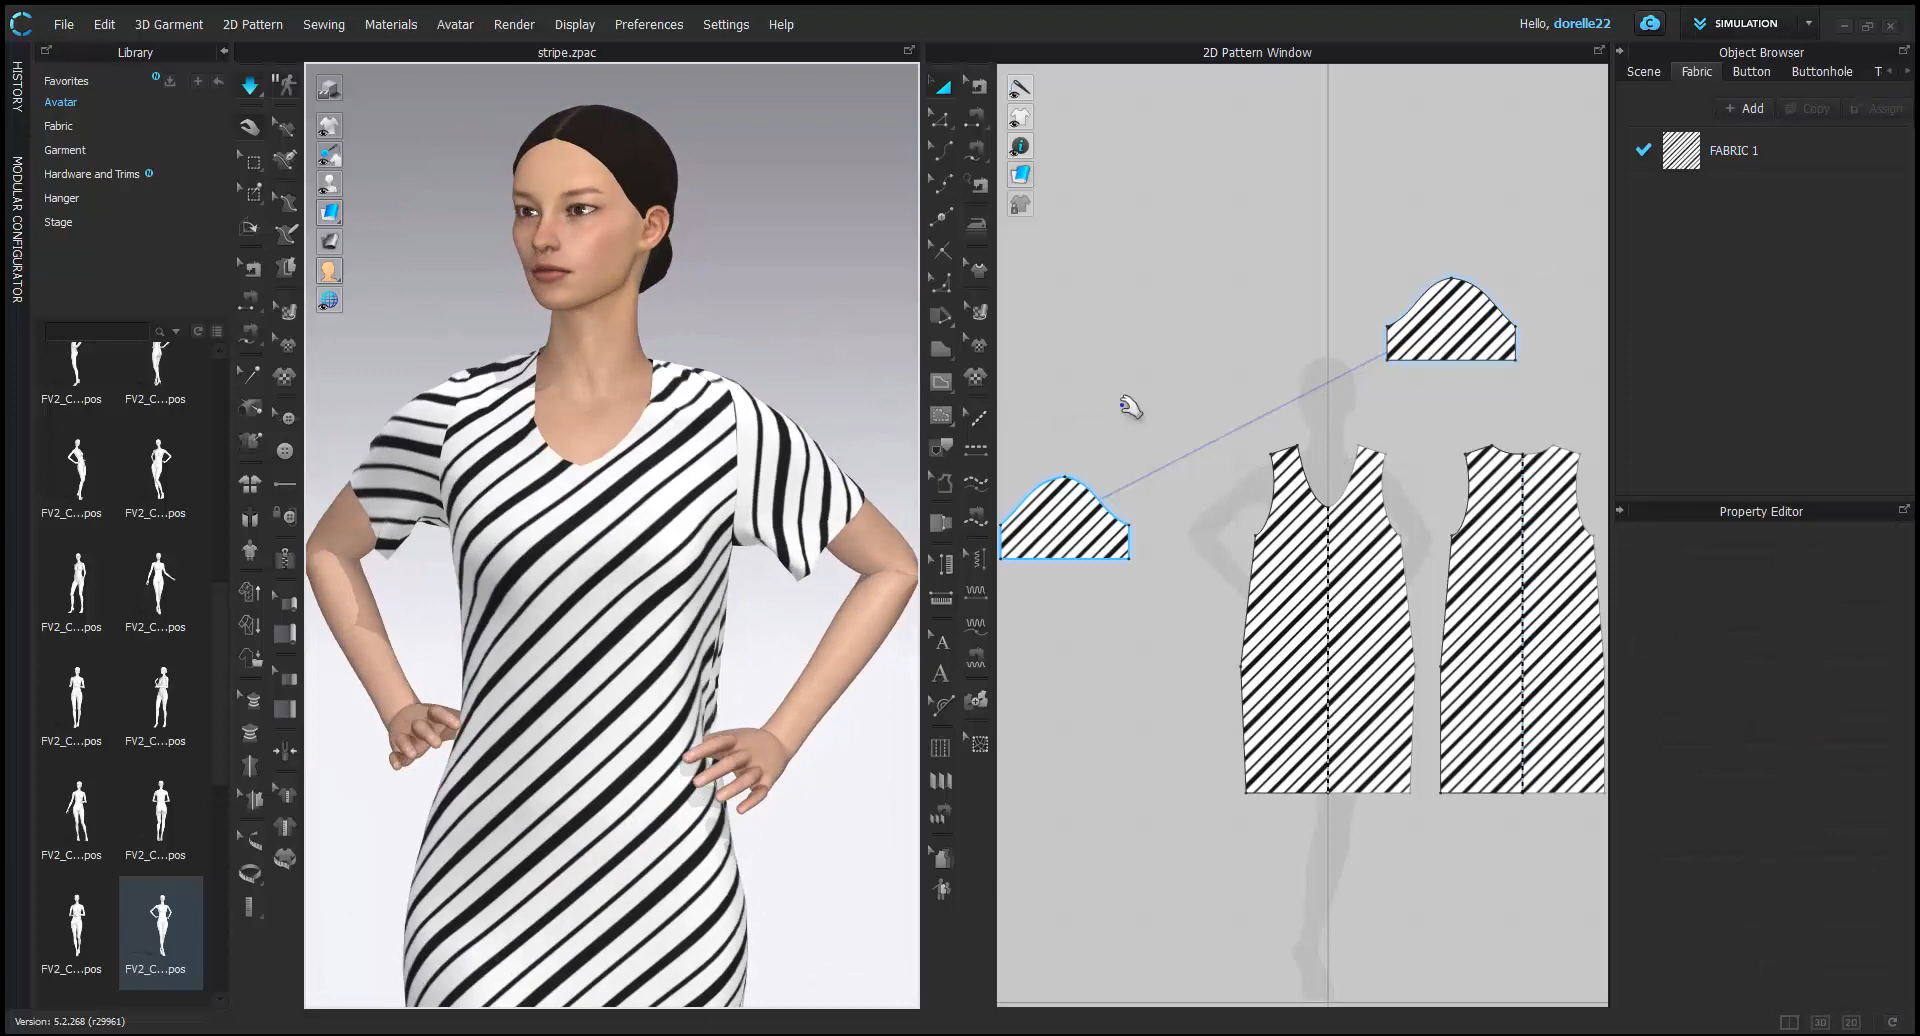 File Edit 3D Garment 2D Pattern Sewing Materials Avatar Render Display Preferences Settings Help
Hello, dorelle22
SIMULATION
Library
stripe.zpac
2D Pattern Window
Object Browser
HISTORY
MODULAR CONFIGURATOR
Favorites
Avatar
Fabric
Garment
Hardware and Trims
Hanger
Stage
Scene Fabric Button Buttonhole T
+ Add Copy Assign
FABRIC 1
Property Editor
FV2_C...pos FV2_C...pos
FV2_C...pos FV2_C...pos
FV2_C...pos FV2_C...pos
FV2_C...pos FV2_C...pos
FV2_C...pos FV2_C...pos
FV2_C...pos FV2_C...pos
A
A
Version: 5.2.268 (r29961)
3D 2D